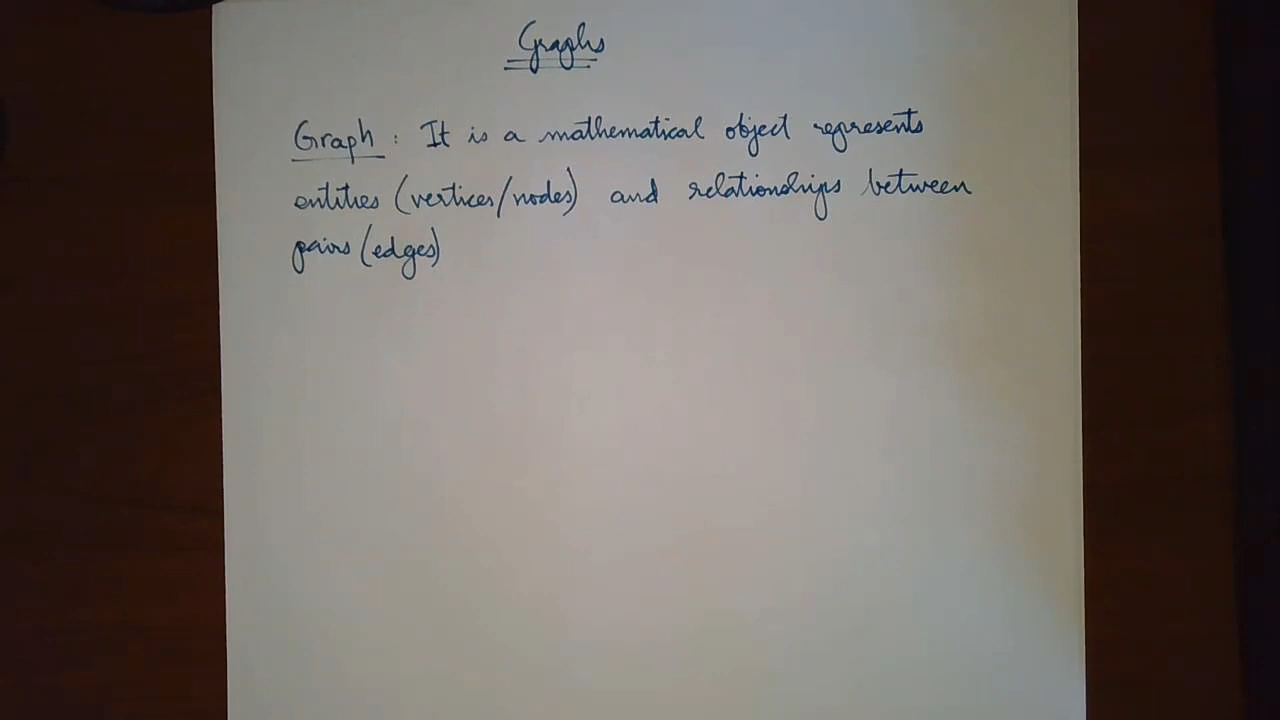 Graphs
Graph : It is a mathematical object represents
entities (vertices/nodes) and relationships between
pairs (edges)